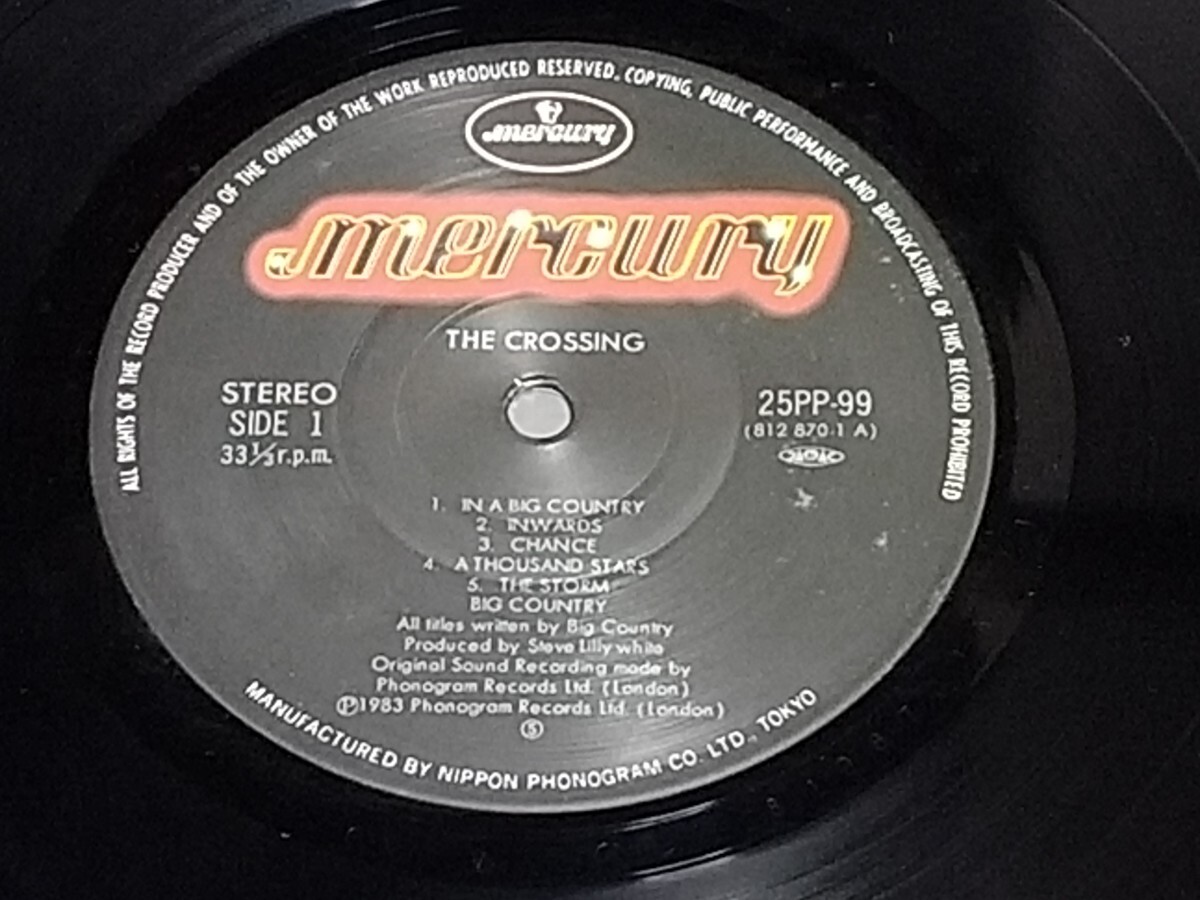 ALL RIGHTS OF THE RECORD PRODUCER AND OF THE OWNER OF THE WORK REPRODUCED RESERVED. COPYING, PUBLIC PERFORMANCE AND BROADCASTING OF THIS RECORD PROHIBITED
mercury
mercury
THE CROSSING
STEREO
SIDE 1
33⅓ r.p.m.
25PP-99
(812 870-1 A)
JASRAC
1. IN A BIG COUNTRY
2. INWARDS
3. CHANCE
4. A THOUSAND STARS
5. THE STORM
BIG COUNTRY
All titles written by Big Country
Produced by Steve Lillywhite
Original Sound Recording made by
Phonogram Records Ltd. (London)
Ⓟ1983 Phonogram Records Ltd. (London)
Ⓢ
MANUFACTURED BY NIPPON PHONOGRAM CO. LTD., TOKYO